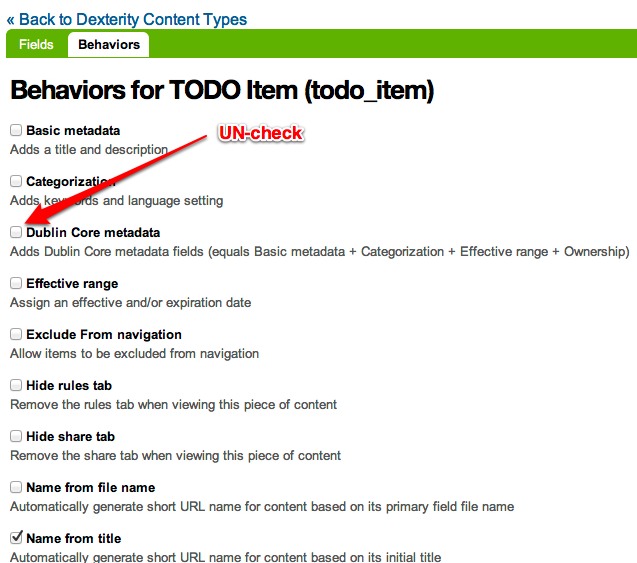 « Back to Dexterity Content Types
Fields Behaviors
Behaviors for TODO Item (todo_item)
Basic metadata
UN-check
Adds a title and description
Categorization
Adds keywords and language setting
Dublin Core metadata
Adds Dublin Core metadata fields (equals Basic metadata + Categorization + Effective range + Ownership)
Effective range
Assign an effective and/or expiration date
Exclude From navigation
Allow items to be excluded from navigation
Hide rules tab
Remove the rules tab when viewing this piece of content
Hide share tab
Remove the share tab when viewing this piece of content
Name from file name
Automatically generate short URL name for content based on its primary field file name
Name from title
Automatically generate short URL name for content based on its initial title